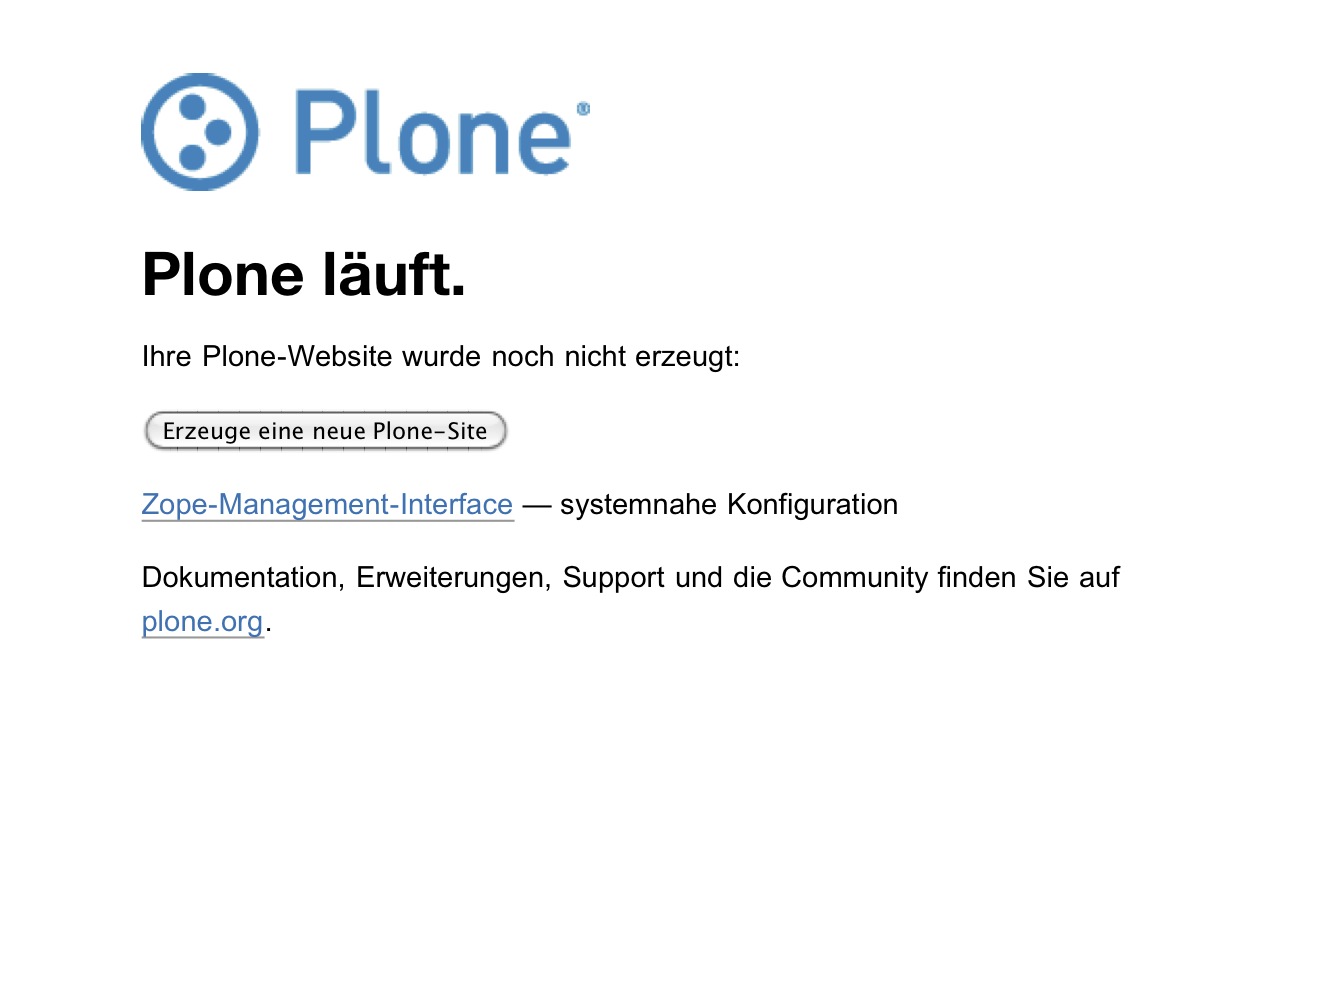 Plone®
Plone läuft.
Ihre Plone-Website wurde noch nicht erzeugt:
Erzeuge eine neue Plone-Site
Zope-Management-Interface — systemnahe Konfiguration
Dokumentation, Erweiterungen, Support und die Community finden Sie auf
plone.org.